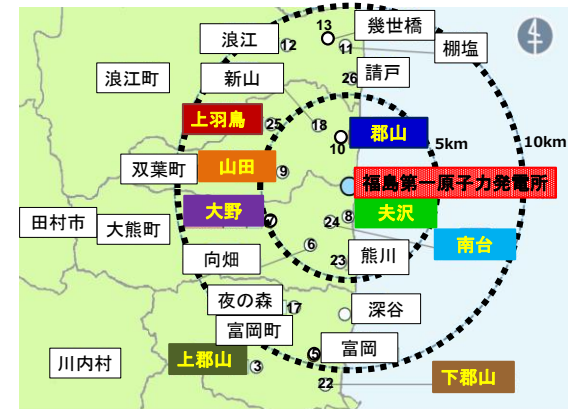 13
幾世橋
浪江
12
11
棚塩
新山
26
請戸
浪江町
上羽鳥
25
18
10
郡山
5km
10km
双葉町
山田
9
福島第一原子力発電所
大野
7
24
8
夫沢
田村市
大熊町
6
南台
向畑
23
熊川
夜の森
17
深谷
富岡町
川内村
上郡山
3
5
富岡
22
下郡山